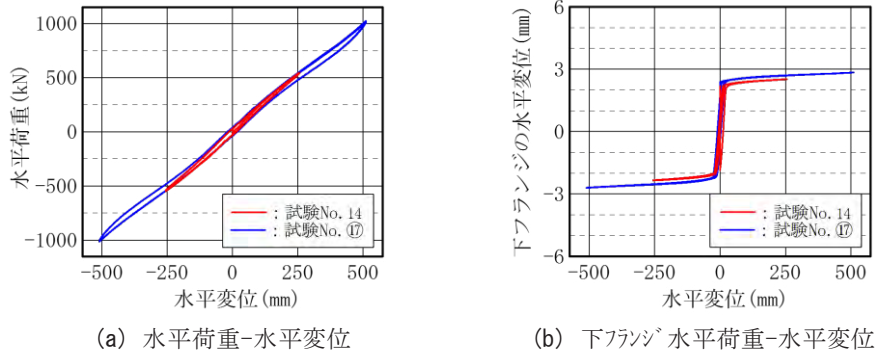 水平荷重(kN)
1000
500
0
-500
-1000
-500 -250 0 250 500
水平変位(mm)
: 試験No. 14
: 試験No. ⑰
(a) 水平荷重-水平変位
下フランジの水平変位(mm)
6
3
0
-3
-6
-500 -250 0 250 500
水平変位(mm)
: 試験No. 14
: 試験No. ⑰
(b) 下フランジ水平荷重-水平変位